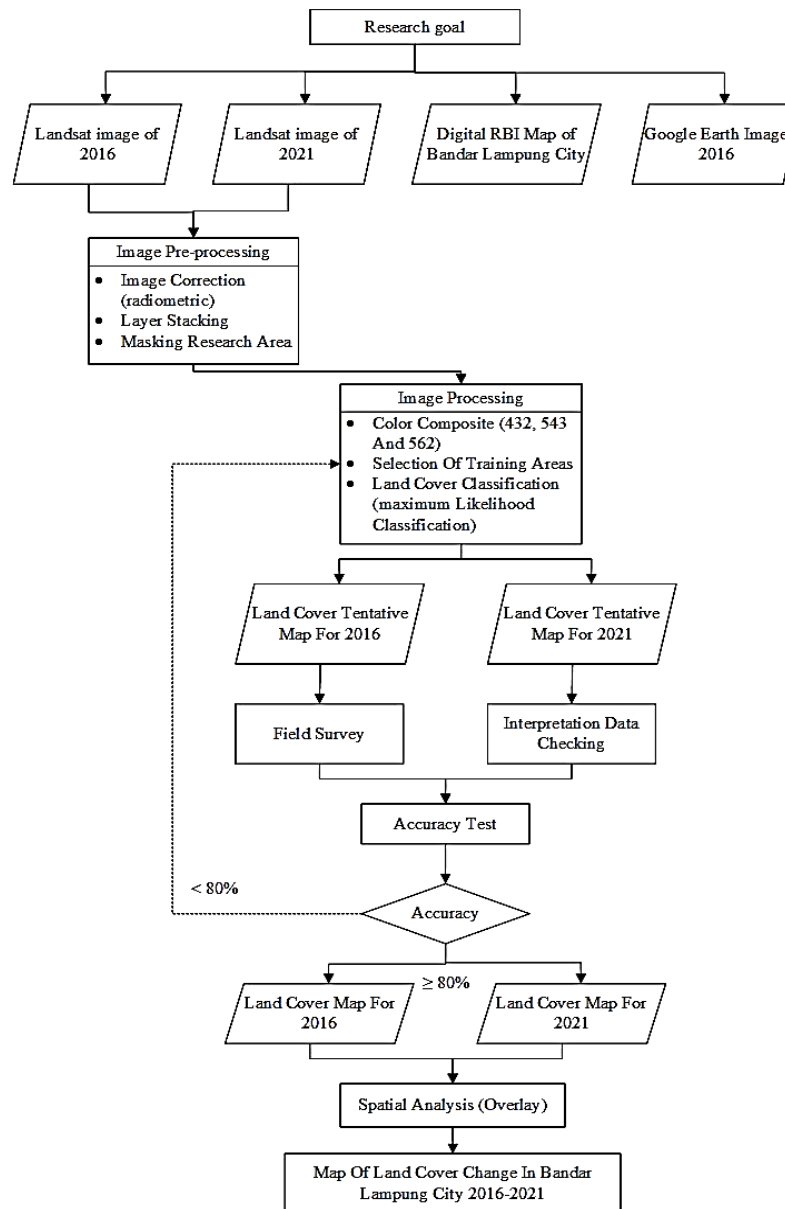 Research goal
Landsat image of
2016
Landsat image of
2021
Digital RBI Map of
Bandar Lampung City
Google Earth Image
2016
Image Pre-processing
● Image Correction
(radiometric)
● Layer Stacking
● Masking Research Area
Image Processing
● Color Composite (432, 543
And 562)
● Selection Of Training Areas
● Land Cover Classification
(maximum Likelihood
Classification)
Land Cover Tentative
Map For 2016
Land Cover Tentative
Map For 2021
Field Survey
Interpretation Data
Checking
Accuracy Test
< 80%
Accuracy
≥ 80%
Land Cover Map For
2016
Land Cover Map For
2021
Spatial Analysis (Overlay)
Map Of Land Cover Change In Bandar
Lampung City 2016-2021